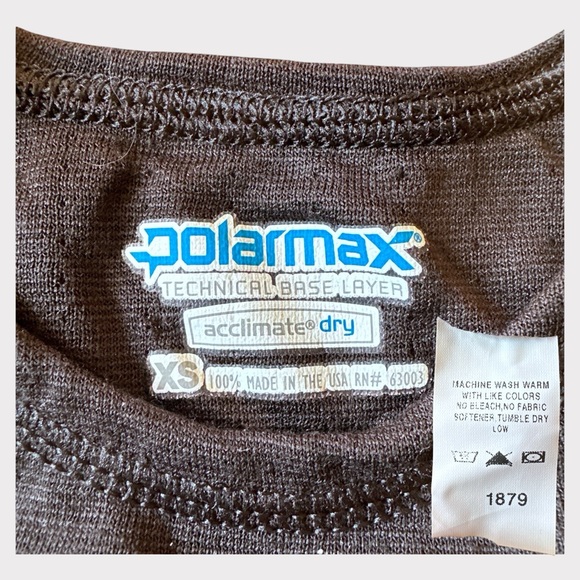 polarmax®
TECHNICAL BASE LAYER
acclimate® dry
XS 100% MADE IN THE USA RN# 63003
MACHINE WASH WARM
WITH LIKE COLORS
NO BLEACH,NO FABRIC
SOFTENER,TUMBLE DRY
LOW
1879